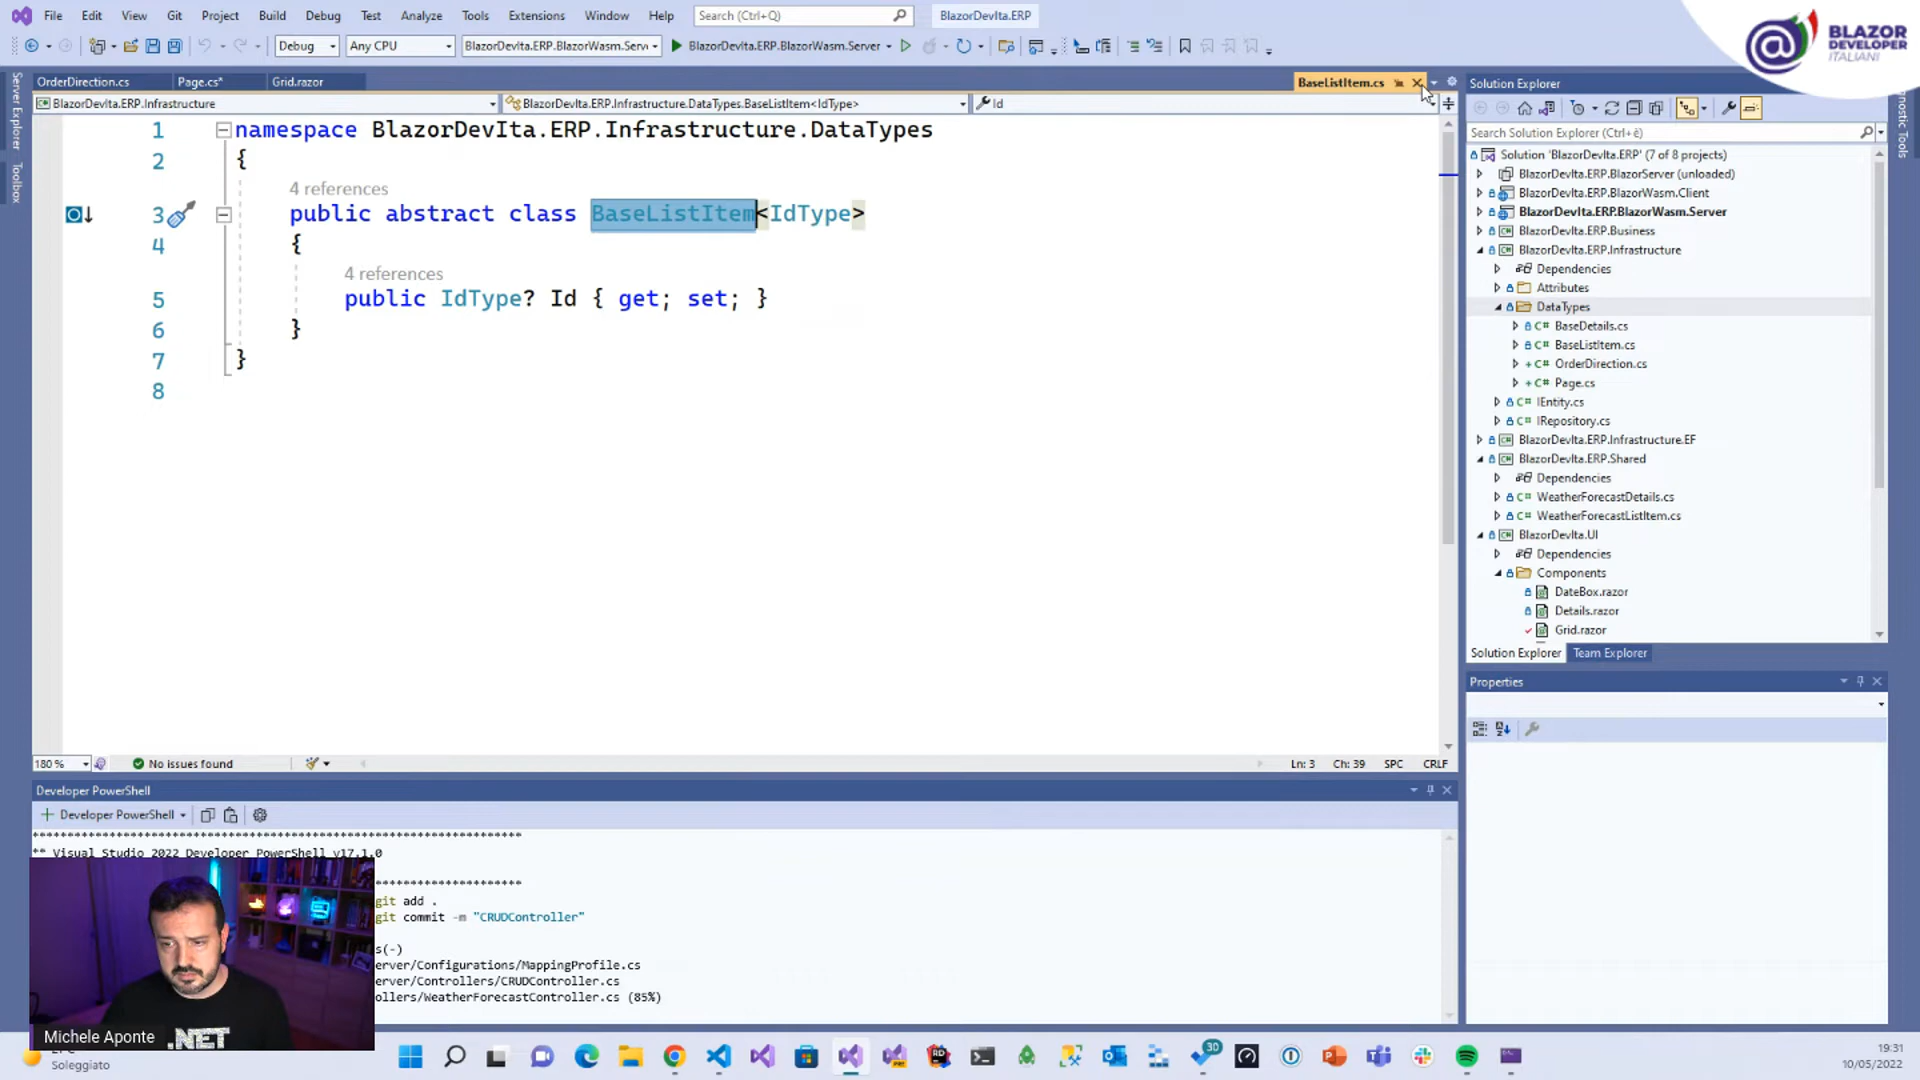 File Edit View Git Project Build Debug Test Analyze Tools Extensions Window Help Search (Ctrl+Q) BlazorDevIta.ERP
BLAZOR
DEVELOPER
ITALIANI
Debug Any CPU BlazorDevIta.ERP.BlazorWasm.Serv BlazorDevIta.ERP.BlazorWasm.Server
OrderDirection.cs Page.cs* Grid.razor BaseListItem.cs
BlazorDevIta.ERP.Infrastructure BlazorDevIta.ERP.Infrastructure.DataTypes.BaseListItem<IdType> Id
Server Explorer
Toolbox
1 namespace BlazorDevIta.ERP.Infrastructure.DataTypes
2 {
4 references
3 public abstract class BaseListItem<IdType>
4 {
4 references
5 public IdType? Id { get; set; }
6 }
7 }
8
180 % No issues found Ln: 3 Ch: 39 SPC CRLF
Solution Explorer
Search Solution Explorer (Ctrl+è)
Solution 'BlazorDevIta.ERP' (7 of 8 projects)
BlazorDevIta.ERP.BlazorServer (unloaded)
BlazorDevIta.ERP.BlazorWasm.Client
BlazorDevIta.ERP.BlazorWasm.Server
BlazorDevIta.ERP.Business
BlazorDevIta.ERP.Infrastructure
Dependencies
Attributes
DataTypes
BaseDetails.cs
BaseListItem.cs
OrderDirection.cs
Page.cs
IEntity.cs
IRepository.cs
BlazorDevIta.ERP.Infrastructure.EF
BlazorDevIta.ERP.Shared
Dependencies
WeatherForecastDetails.cs
WeatherForecastListItem.cs
BlazorDevIta.UI
Dependencies
Components
DateBox.razor
Details.razor
Grid.razor
Solution Explorer Team Explorer
Properties
nostic Tools
Developer PowerShell
+ Developer PowerShell
**********************************************************************
** Visual Studio 2022 Developer PowerShell v17.1.0
git add .
git commit -m "CRUDController"
s(-)
erver/Configurations/MappingProfile.cs
erver/Controllers/CRUDController.cs
ollers/WeatherForecastController.cs (85%)
Michele Aponte
.NET
Soleggiato
30
19:31
10/05/2022